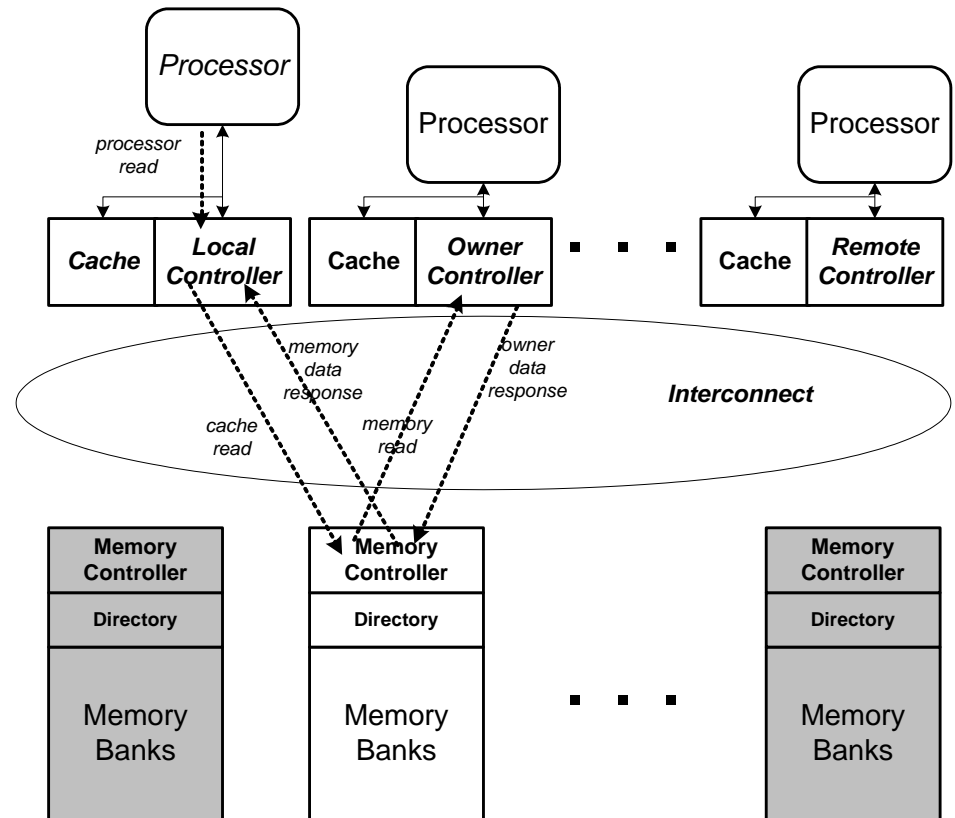 Processor
Processor
Processor
processor
read
Cache
Local
Controller
Cache
Owner
Controller
Cache
Remote
Controller
memory
data
response
owner
data
response
Interconnect
cache
read
memory
read
Memory
Controller
Memory
Controller
Memory
Controller
Directory
Directory
Directory
Memory
Banks
Memory
Banks
Memory
Banks